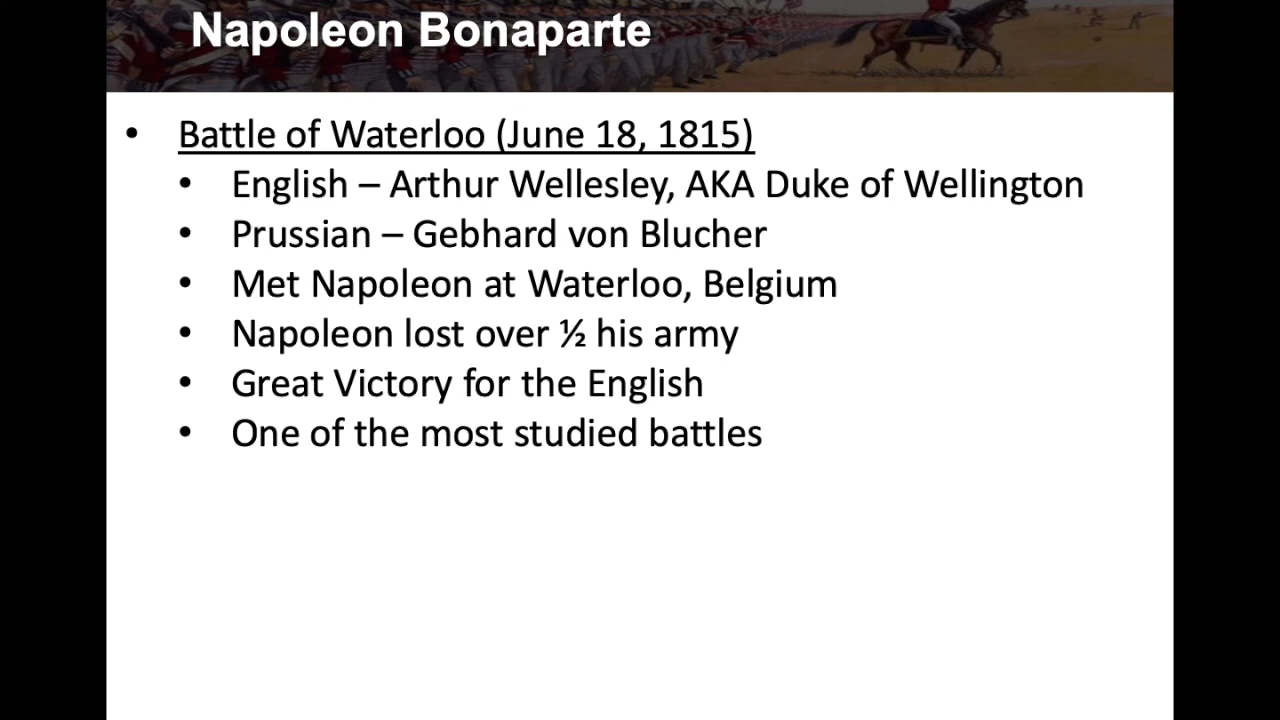 Napoleon Bonaparte
• Battle of Waterloo (June 18, 1815)
• English – Arthur Wellesley, AKA Duke of Wellington
• Prussian – Gebhard von Blucher
• Met Napoleon at Waterloo, Belgium
• Napoleon lost over ½ his army
• Great Victory for the English
• One of the most studied battles